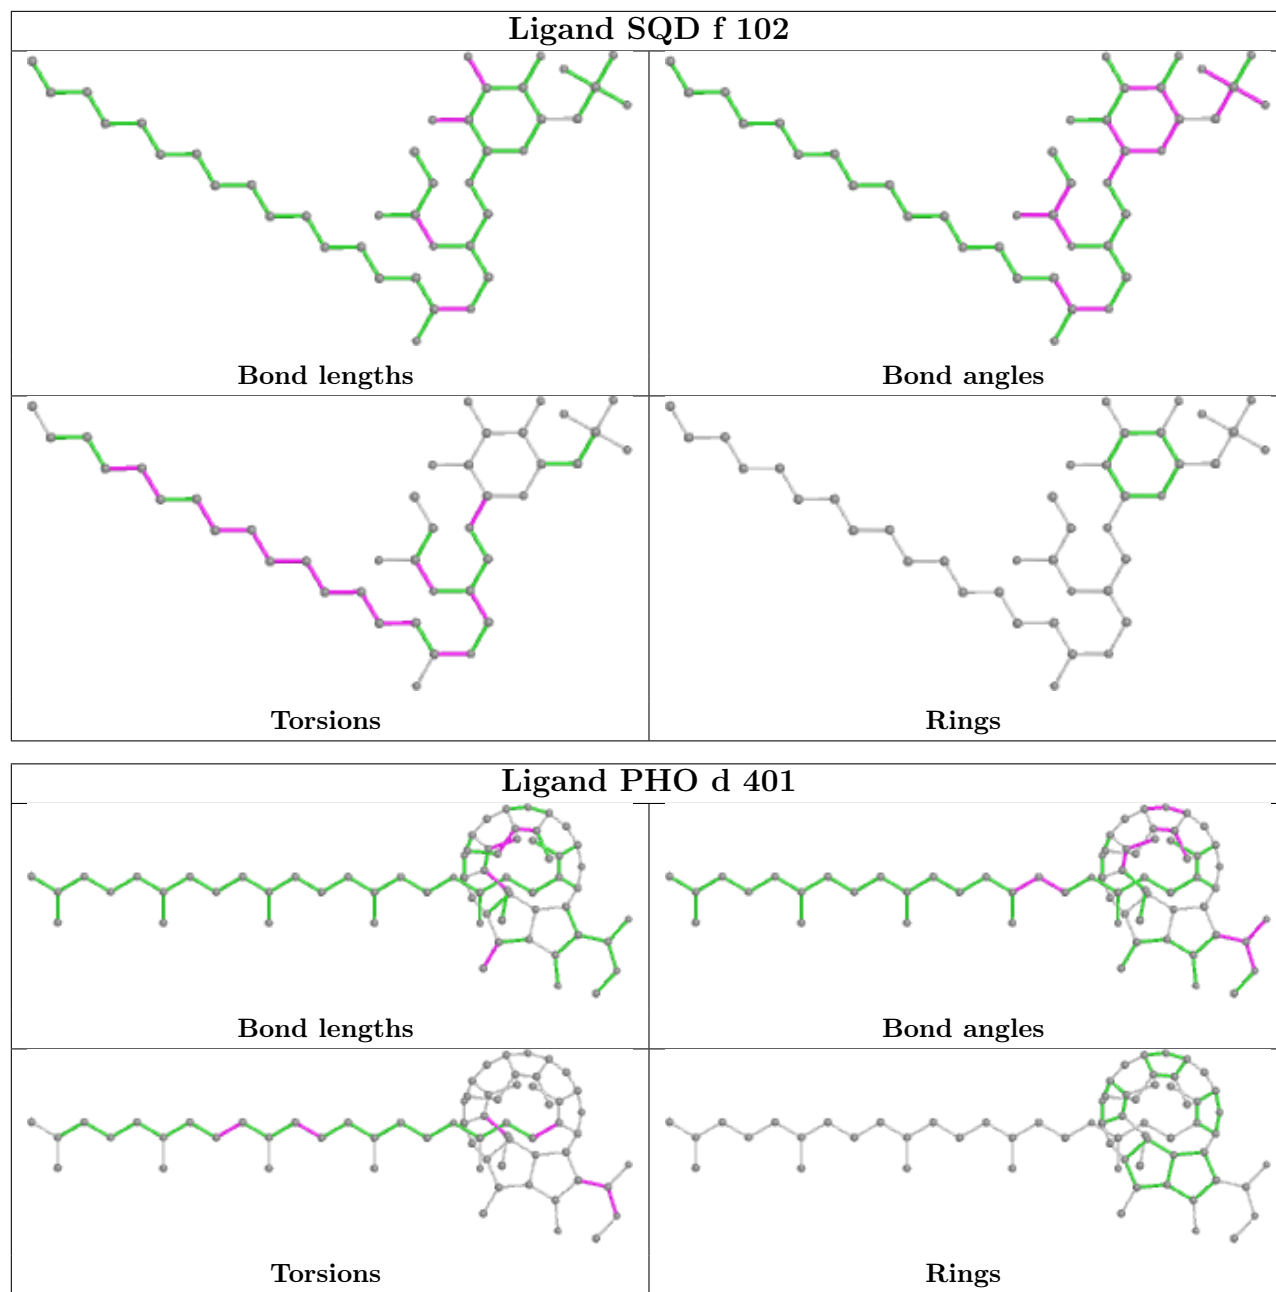 Ligand SQD f 102
Bond lengths
Bond angles
Torsions
Rings
Ligand PHO d 401
Bond lengths
Bond angles
Torsions
Rings